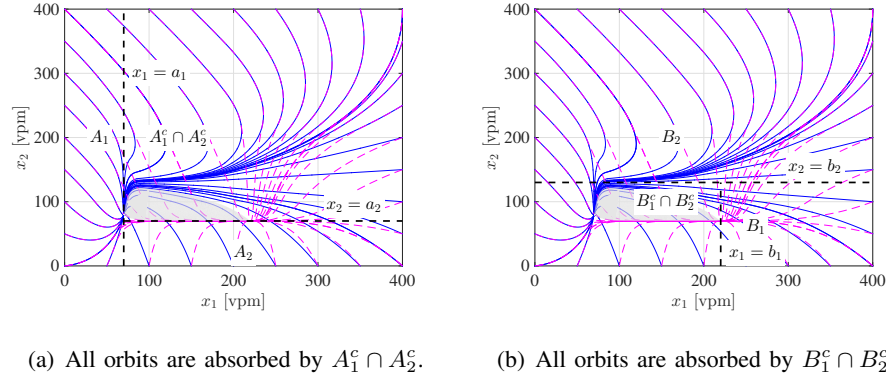 400
300
200
100
0
x₂ [vpm]
x₁ = a₁
A₁
A₁ᶜ ∩ A₂ᶜ
x₂ = a₂
A₂
0 100 200 300 400
x₁ [vpm]
(a) All orbits are absorbed by A₁ᶜ ∩ A₂ᶜ.
400
300
200
100
0
x₂ [vpm]
B₂
x₂ = b₂
B₁ᶜ ∩ B₂ᶜ
B₁
x₁ = b₁
0 100 200 300 400
x₁ [vpm]
(b) All orbits are absorbed by B₁ᶜ ∩ B₂ᶜ